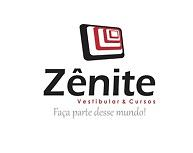 Zênite
Vestibular & Cursos
Faça parte desse mundo!